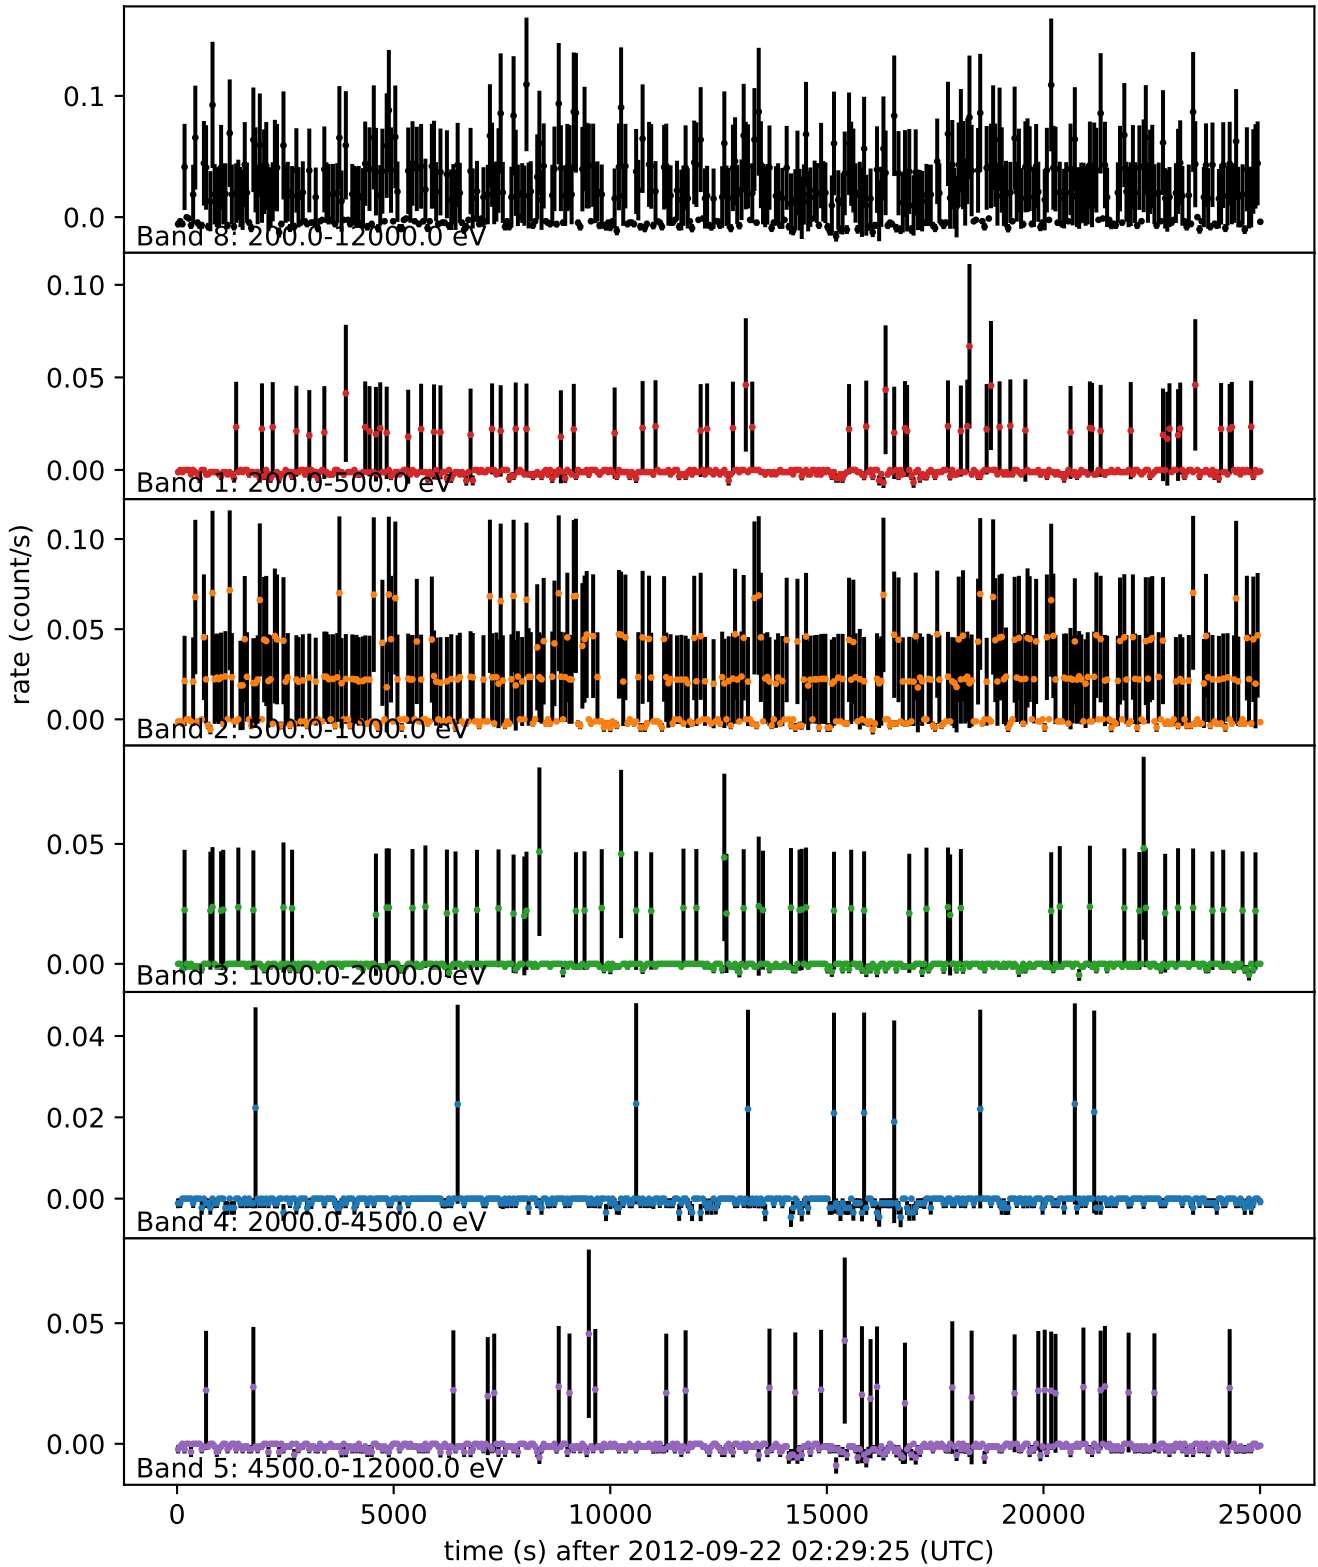 0.1
0.0
Band 8: 200.0-12000.0 eV
0.10
0.05
0.00
Band 1: 200.0-500.0 eV
rate (count/s)
0.10
0.05
0.00
Band 2: 500.0-1000.0 eV
0.05
0.00
Band 3: 1000.0-2000.0 eV
0.04
0.02
0.00
Band 4: 2000.0-4500.0 eV
0.05
0.00
Band 5: 4500.0-12000.0 eV
0 5000 10000 15000 20000 25000
time (s) after 2012-09-22 02:29:25 (UTC)